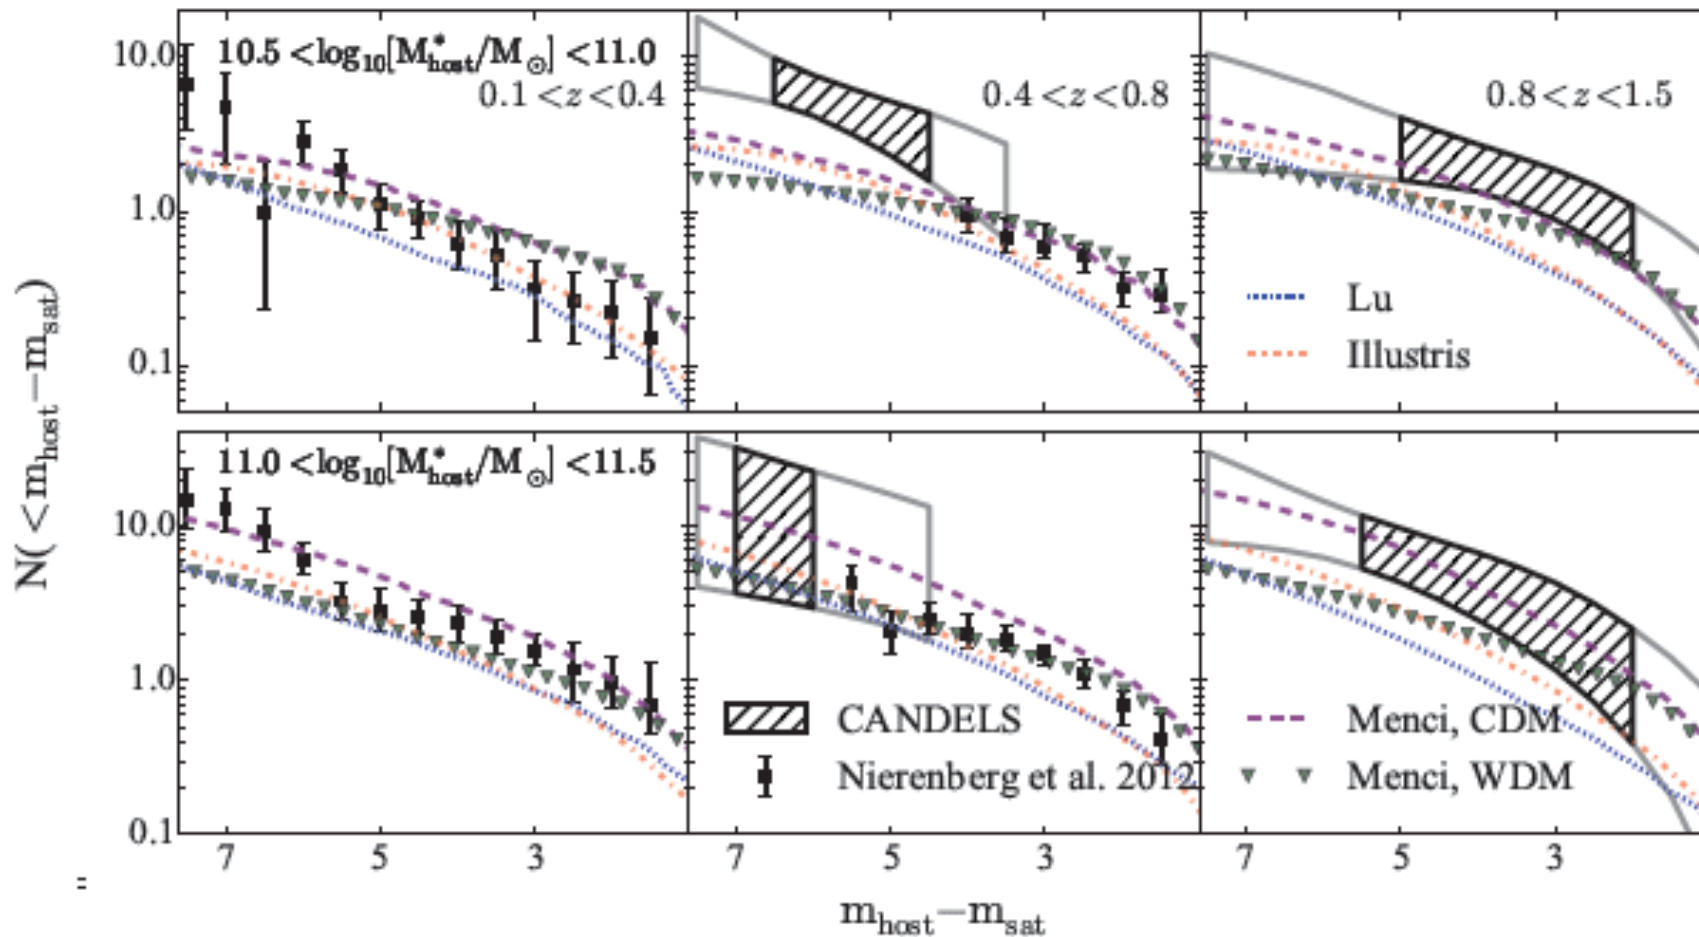 10.5 <log₁₀[M*host/M⊙] <11.0
0.1 <z<0.4
0.4 <z<0.8
0.8 <z<1.5
10.0
1.0
0.1
Lu
Illustris
11.0 <log₁₀[M*host/M⊙] <11.5
10.0
1.0
0.1
CANDELS
Nierenberg et al. 2012
Menci, CDM
Menci, WDM
7 5 3 7 3 7 5 3
N( <mhost−msat)
mhost−msat
=